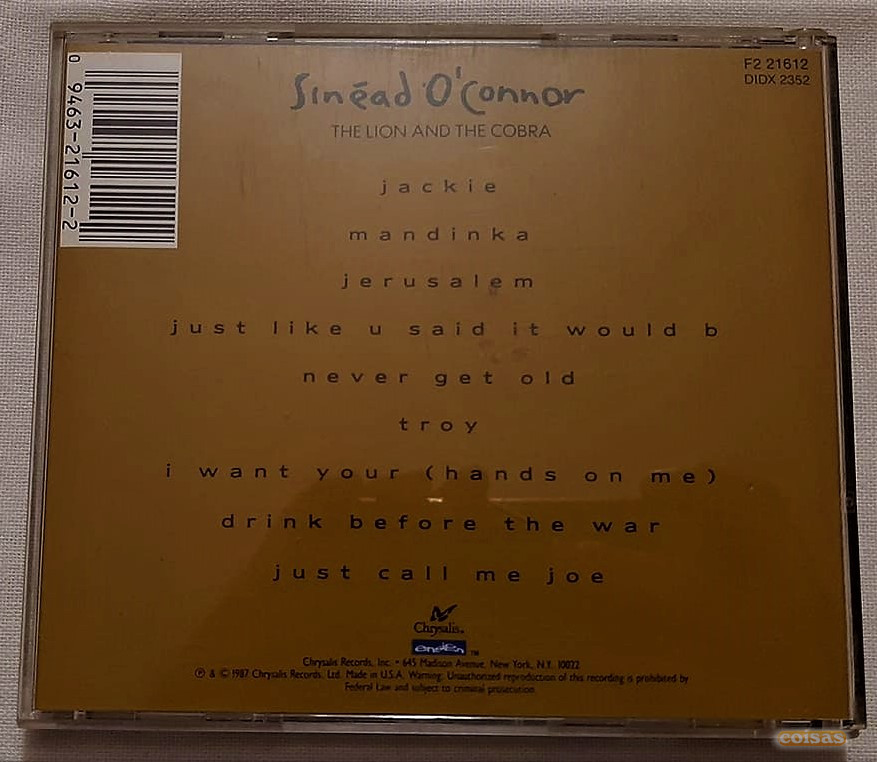 0 9463-21612-2
F2 21612
DIDX 2352
Sinéad O'Connor
THE LION AND THE COBRA
jackie
mandinka
jerusalem
just like u said it would b
never get old
troy
i want your (hands on me)
drink before the war
just call me joe
Chrysalis®
ensign™
Chrysalis Records, Inc. • 645 Madison Avenue, New York, N.Y. 10022
℗ & © 1987 Chrysalis Records, Ltd. Made in U.S.A. Warning: Unauthorized reproduction of this recording is prohibited by
Federal Law and subject to criminal prosecution.
coisas.